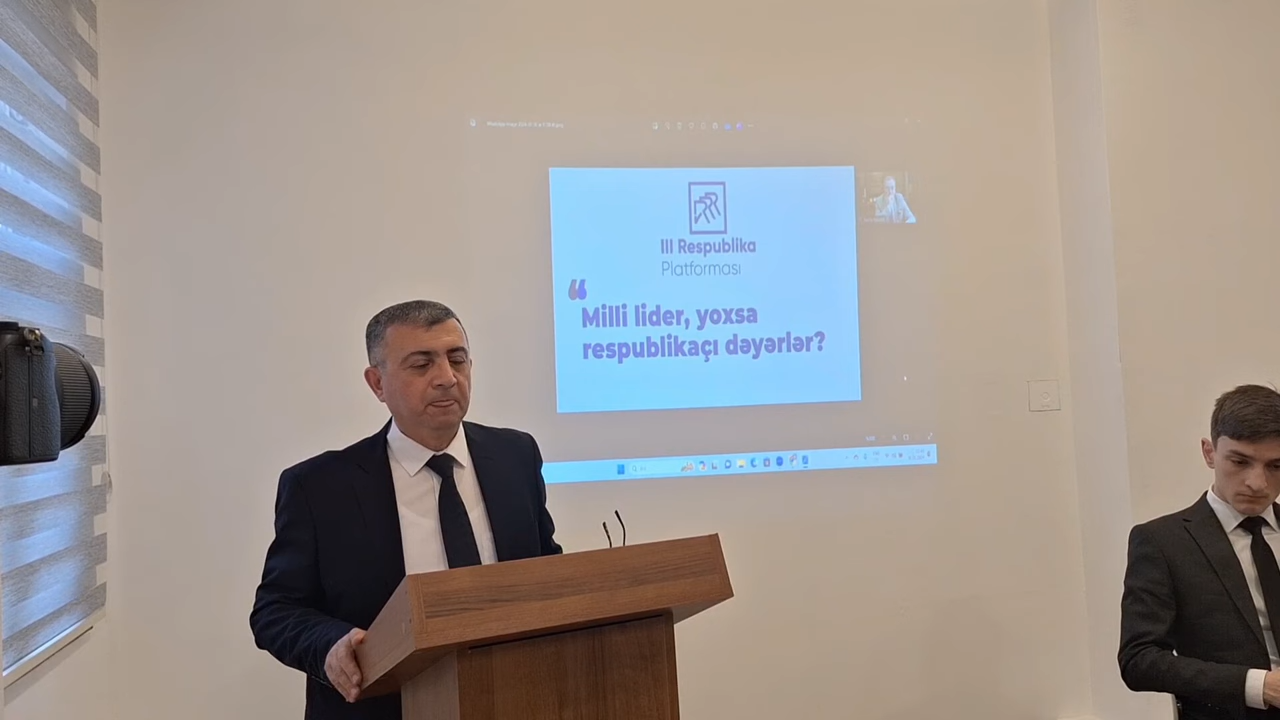 III Respublika
Platforması
“
Milli lider, yoxsa
respublikaçı dəyərlər?